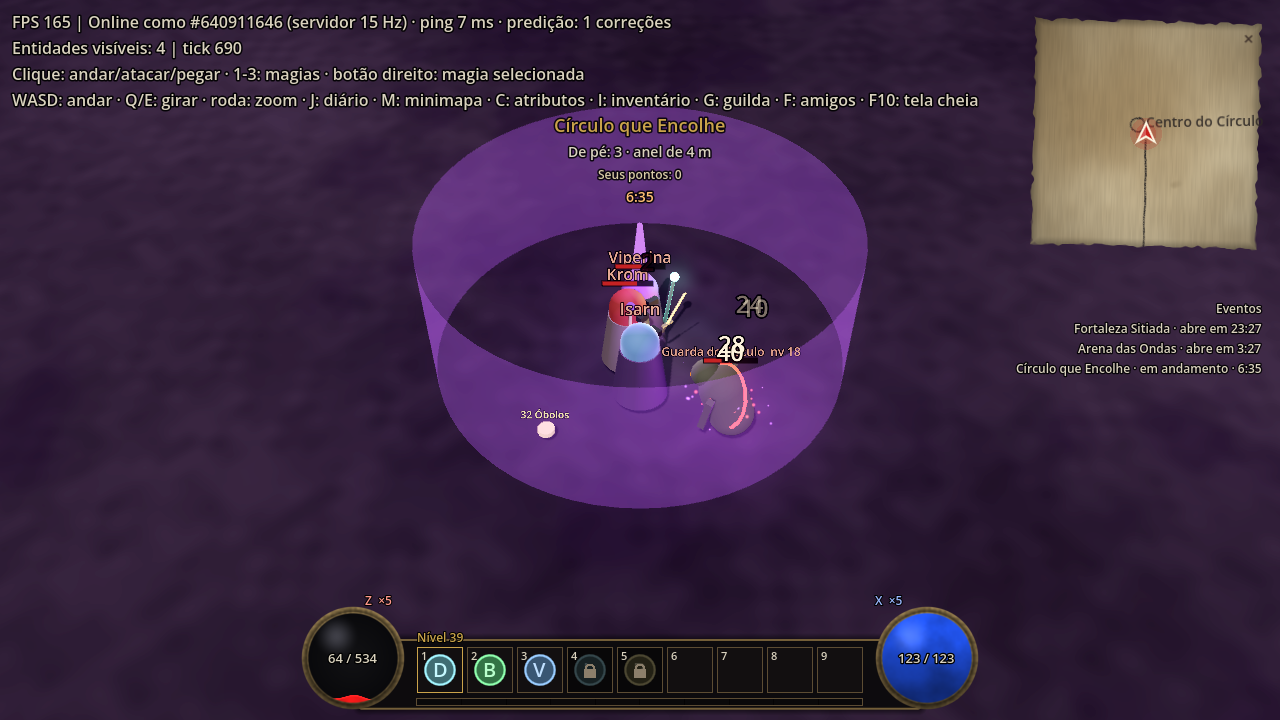 FPS 165 | Online como #640911646 (servidor 15 Hz) · ping 7 ms · predição: 1 correções
Entidades visíveis: 4 | tick 690
Clique: andar/atacar/pegar · 1-3: magias · botão direito: magia selecionada
WASD: andar · Q/E: girar · roda: zoom · J: diário · M: minimapa · C: atributos · I: inventário · G: guilda · F: amigos · F10: tela cheia
×
Centro do Círculo
Círculo que Encolhe
De pé: 3 · anel de 4 m
Seus pontos: 0
6:35
Krom
Isarn
28
40
nv 18
32 Óbolos
Eventos
Fortaleza Sitiada · abre em 23:27
Arena das Ondas · abre em 3:27
Círculo que Encolhe · em andamento · 6:35
Z ×5
X ×5
Nível 39
64 / 534
1 D
2 B
3 V
4
5
6
7
8
9
123 / 123